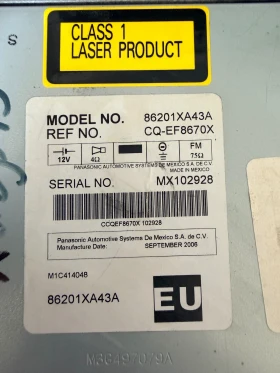 CLASS 1
LASER PRODUCT
S
MODEL NO. 86201XA43A
REF NO. CQ-EF8670X
12V 4Ω FM 75Ω
PANASONIC AUTOMOTIVE SYSTEMS DE MEXICO S.A. DE C.V.
MADE IN MEXICO
SERIAL NO. MX102928
CCQEF8670X 102928
Panasonic Automotive Systems De Mexico S.A. De C.V
Manufacture Date: SEPTEMBER 2006
M1C414048
86201XA43A
EU